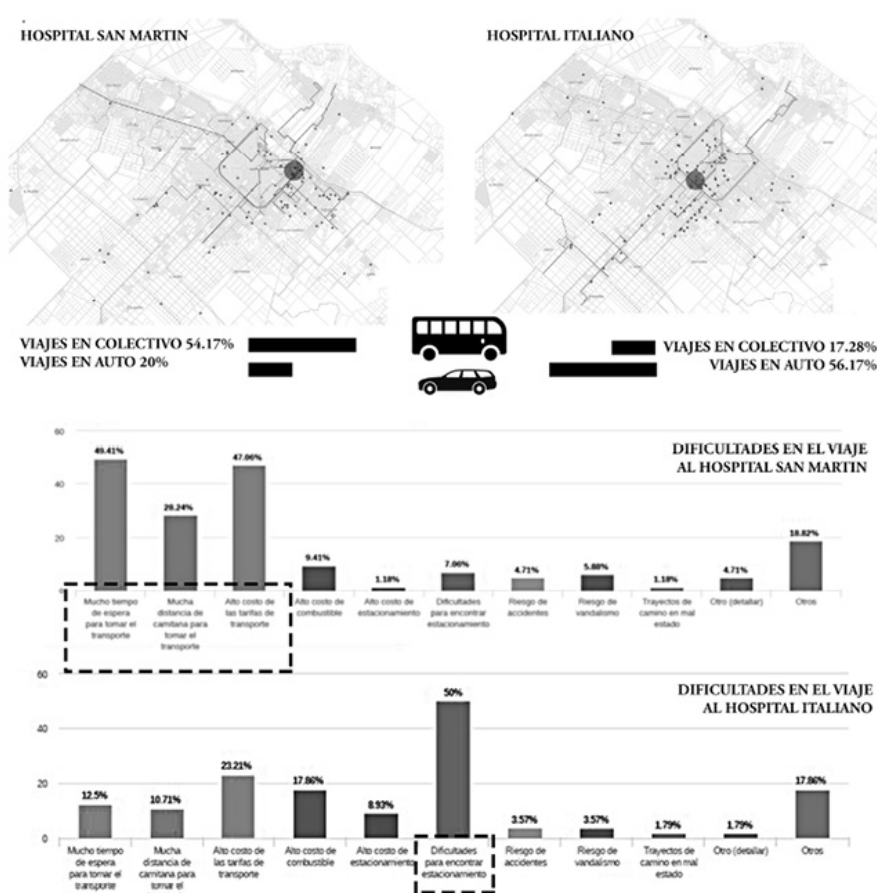 HOSPITAL SAN MARTIN
HOSPITAL ITALIANO
VIAJES EN COLECTIVO 54.17%
VIAJES EN AUTO 20%
VIAJES EN COLECTIVO 17.28%
VIAJES EN AUTO 56.17%
DIFICULTADES EN EL VIAJE
AL HOSPITAL SAN MARTIN
60
40
20
49.41%
28.24%
47.06%
9.41%
1.18%
7.06%
4.71%
5.88%
1.18%
4.71%
18.82%
Mucho tiempo
de espera
para tomar el
transporte
Mucha
distancia de
camitana para
tomar el
transporte
Alto costo de
las tarifas de
transporte
Alto costo de
combustible
Alto costo de
estacionamiento
Dificultades
para encontrar
estacionamiento
Riesgo de
accidentes
Riesgo de
vandalismo
Trayectos de
camino en mal
estado
Otro (detallar)
Otros
DIFICULTADES EN EL VIAJE
AL HOSPITAL ITALIANO
60
40
20
0
12.5%
10.71%
23.21%
17.86%
8.93%
50%
3.57%
3.57%
1.79%
1.79%
17.86%
Mucho tiempo
de espera
para tomar el
transporte
Mucha
distancia de
camitana para
tomar el
Alto costo de
las tarifas de
transporte
Alto costo de
combustible
Alto costo de
estacionamiento
Dificultades
para encontrar
estacionamiento
Riesgo de
accidentes
Riesgo de
vandalismo
Trayectos de
camino en mal
estado
Otro (detallar)
Otros